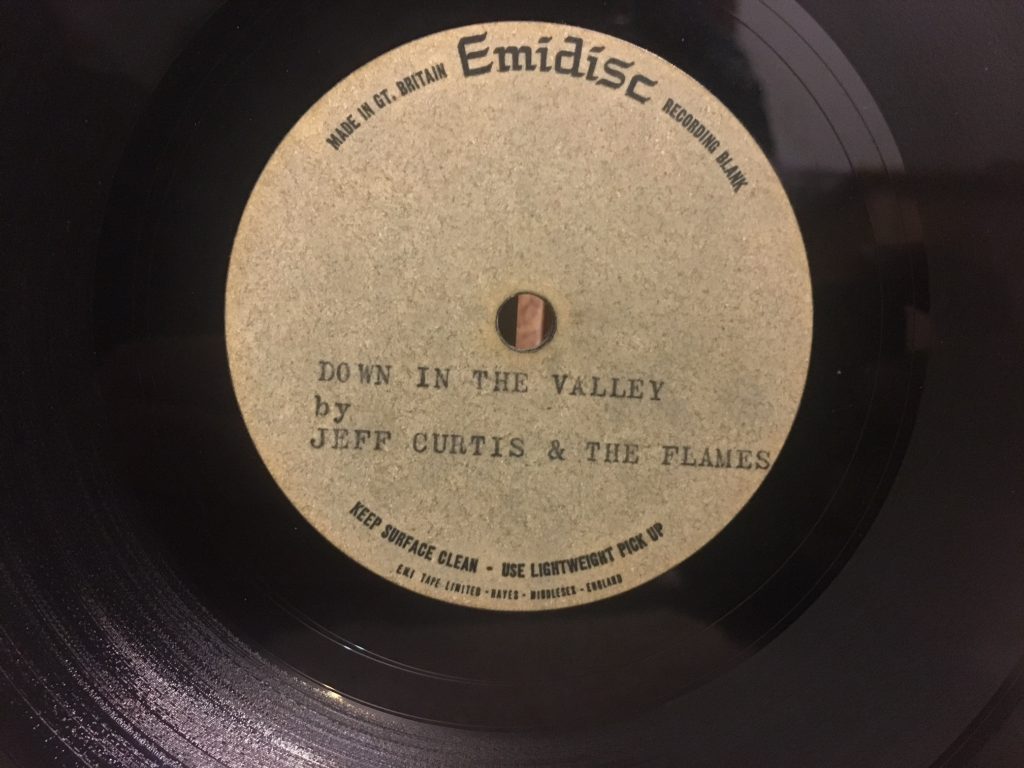 MADE IN GT. BRITAIN Emidisc RECORDING BLANK
DOWN IN THE VALLEY
by
JEFF CURTIS & THE FLAMES
KEEP SURFACE CLEAN - USE LIGHTWEIGHT PICK UP
EMI TAPE LIMITED - HAYES - MIDDLESEX - ENGLAND